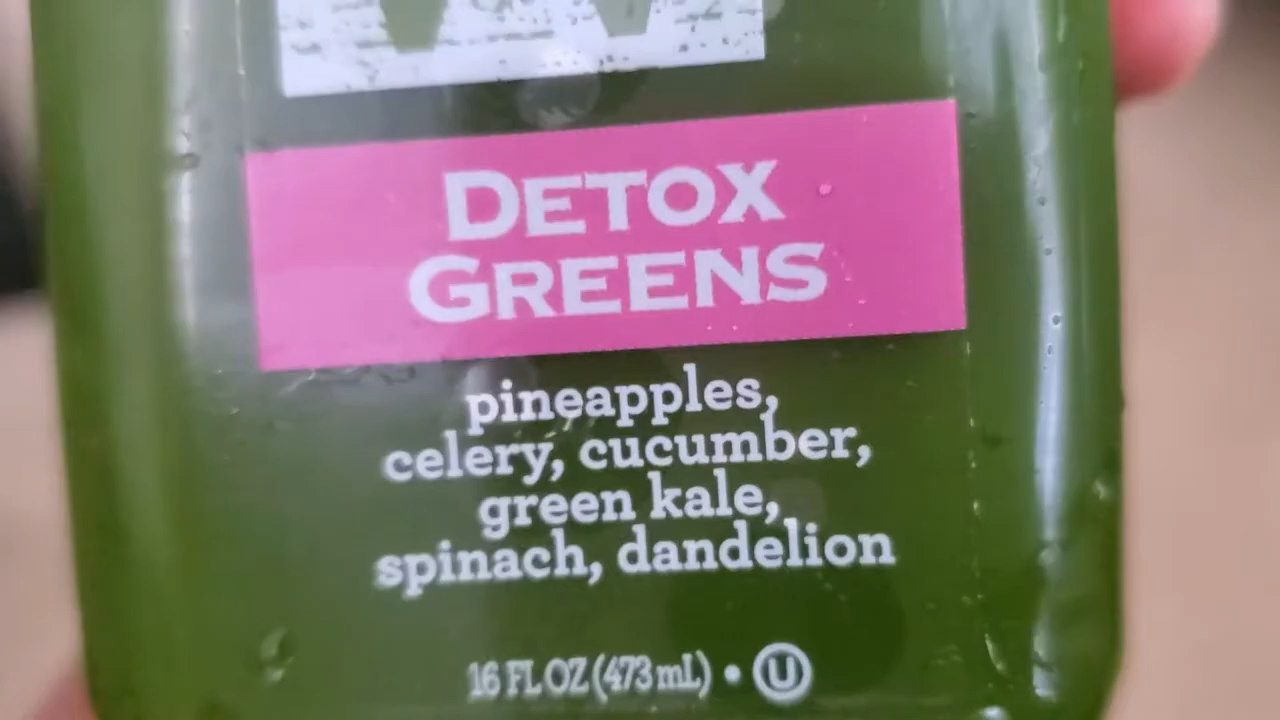 DETOX
GREENS
pineapples,
celery, cucumber,
green kale,
spinach, dandelion
16 FL OZ (473 mL) • U